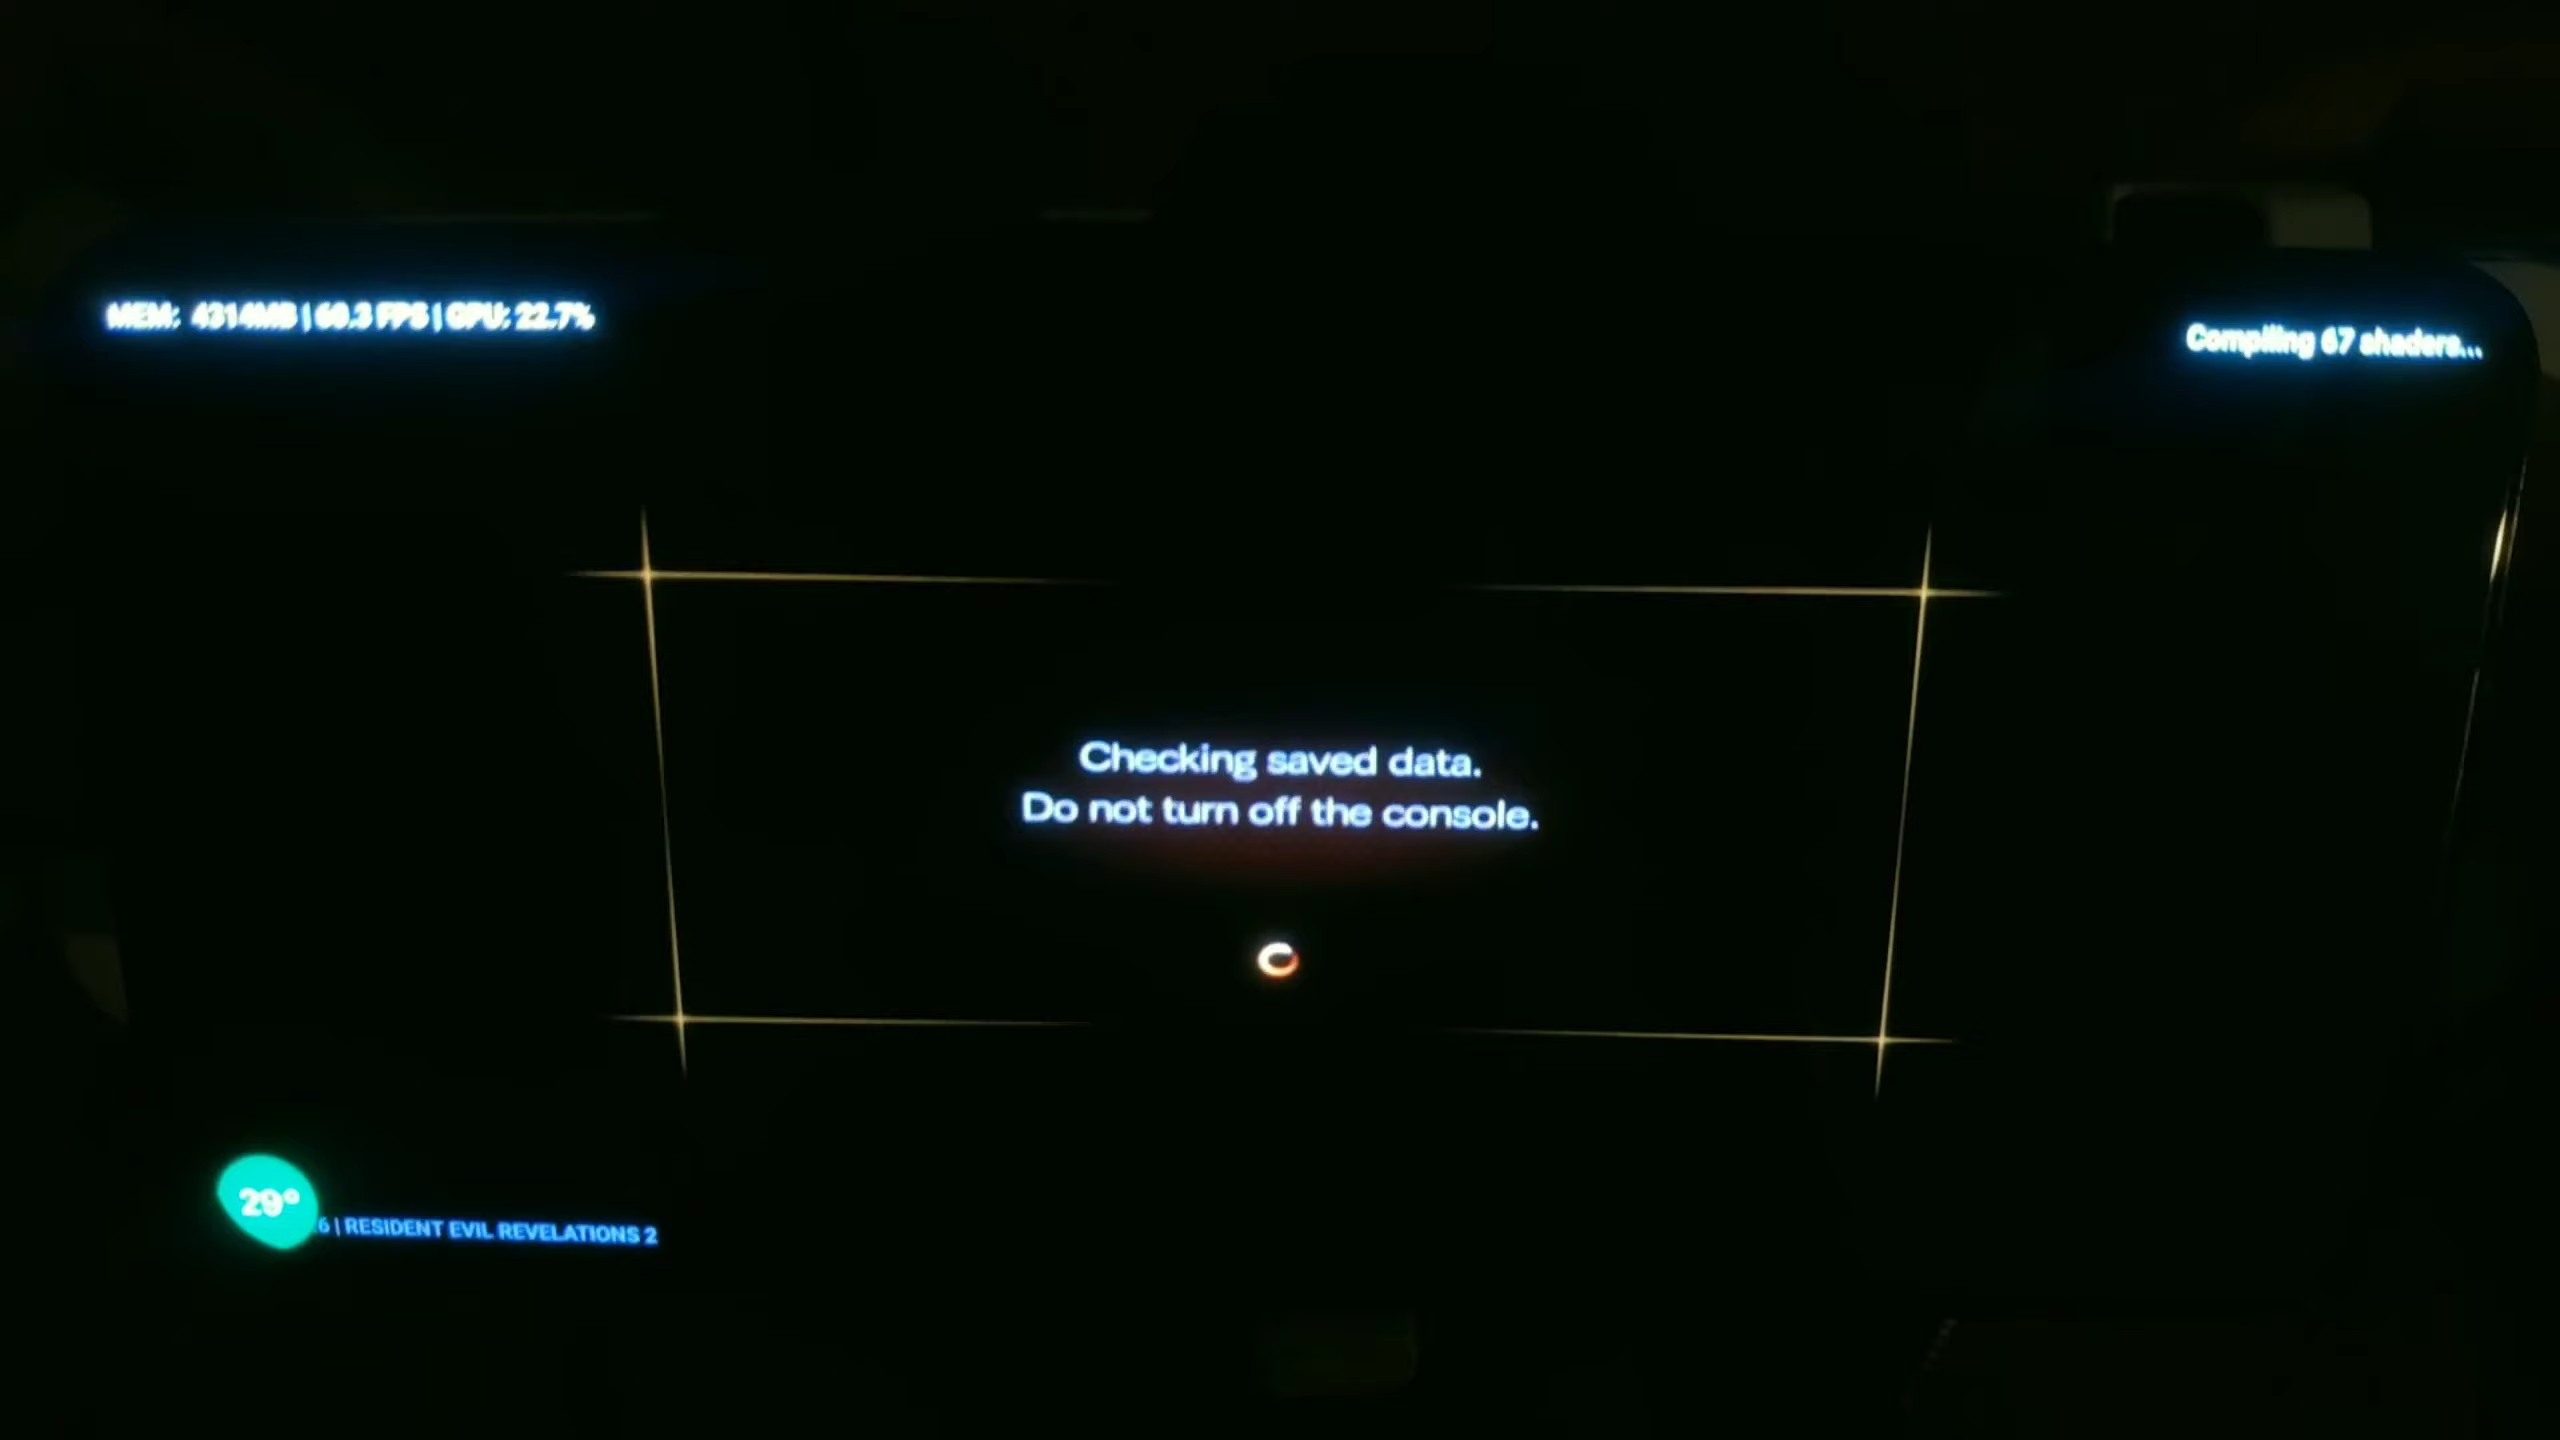 MEM: 4314MB | 60.3 FPS | GPU: 22.7%
Compiling 67 shaders...
Checking saved data.
Do not turn off the console.
29°
6 | RESIDENT EVIL REVELATIONS 2